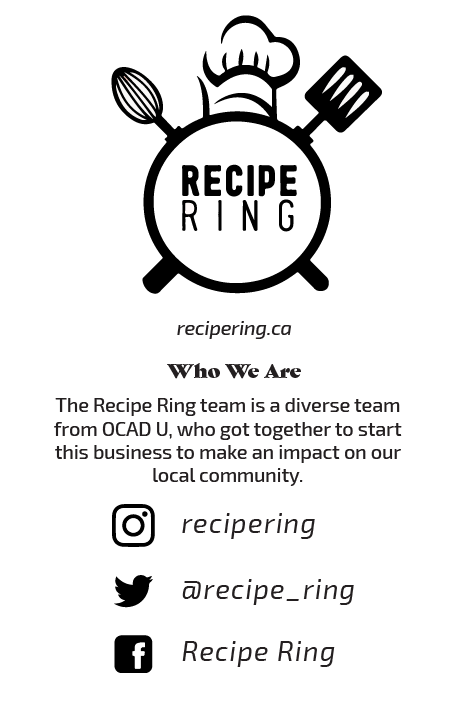 RECIPE
RING
recipering.ca
Who We Are
The Recipe Ring team is a diverse team
from OCAD U, who got together to start
this business to make an impact on our
local community.
recipering
@recipe_ring
Recipe Ring